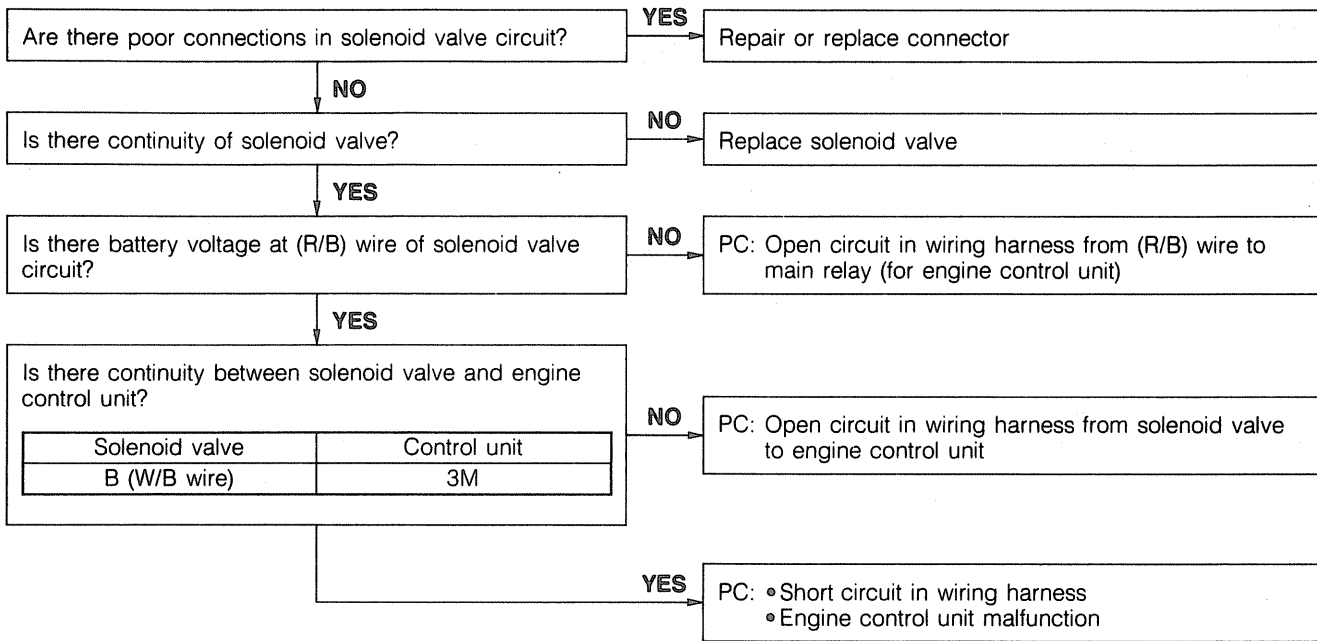 Are there poor connections in solenoid valve circuit?
YES
Repair or replace connector
NO
Is there continuity of solenoid valve?
NO
Replace solenoid valve
YES
Is there battery voltage at (R/B) wire of solenoid valve
circuit?
NO
PC: Open circuit in wiring harness from (R/B) wire to
main relay (for engine control unit)
YES
Is there continuity between solenoid valve and engine
control unit?
Solenoid valve Control unit
B (W/B wire) 3M
NO
PC: Open circuit in wiring harness from solenoid valve
to engine control unit
YES
PC: • Short circuit in wiring harness
• Engine control unit malfunction